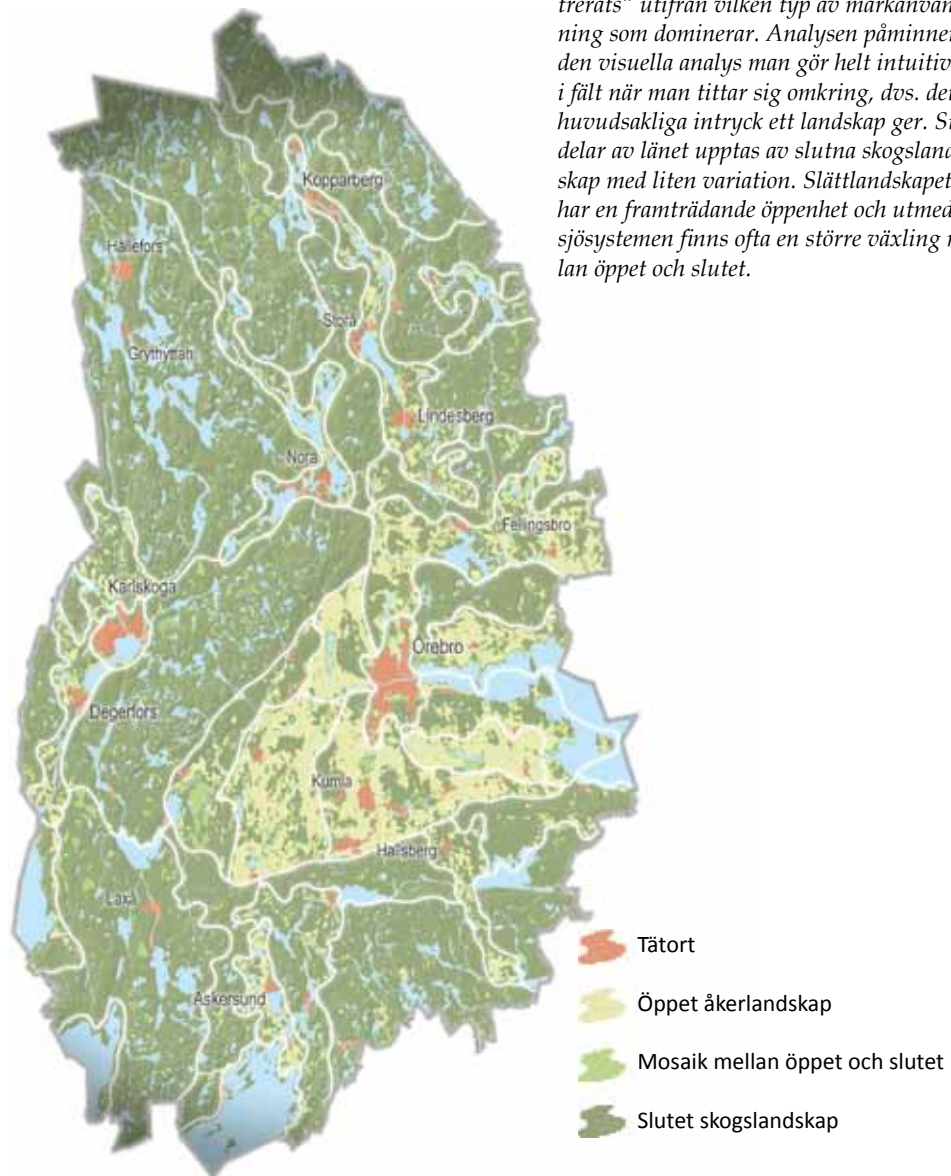 trerats” utifrån vilken typ av markanvänd
ning som dominerar. Analysen påminner
den visuella analys man gör helt intuitiv
i fält när man tittar sig omkring, dvs. de
huvudsakliga intryck ett landskap ger. S
delar av länet upptas av slutna skogsland
skap med liten variation. Slättlandskapet
har en framträdande öppenhet och utmed
sjösystemen finns ofta en större växling
lan öppet och slutet.
Kopparberg
Hällefors
Storå
Grythyttan
Lindesberg
Nora
Fellingsbro
Karlskoga
Örebro
Degerfors
Kumla
Hallsberg
Laxå
Askersund
Tätort
Öppet åkerlandskap
Mosaik mellan öppet och slutet
Slutet skogslandskap